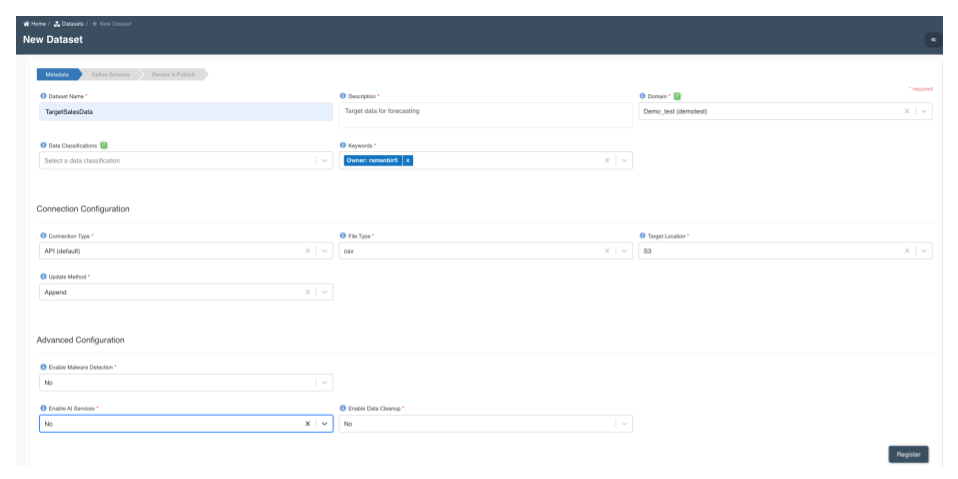 Home / Datasets / + New Dataset
New Dataset
«
Metadata Define Schema Review & Publish
* required
Dataset Name * Description * Domain *
TargetSalesData Target data for forecasting Demo_test (demotest)
Data Classifications Keywords *
Select a data classification Owner: ramanbir5 x
Connection Configuration
Connection Type * File Type * Target Location *
API (default) csv S3
Update Method *
Append
Advanced Configuration
Enable Malware Detection *
No
Enable AI Services * Enable Data Cleanup *
No No
Register